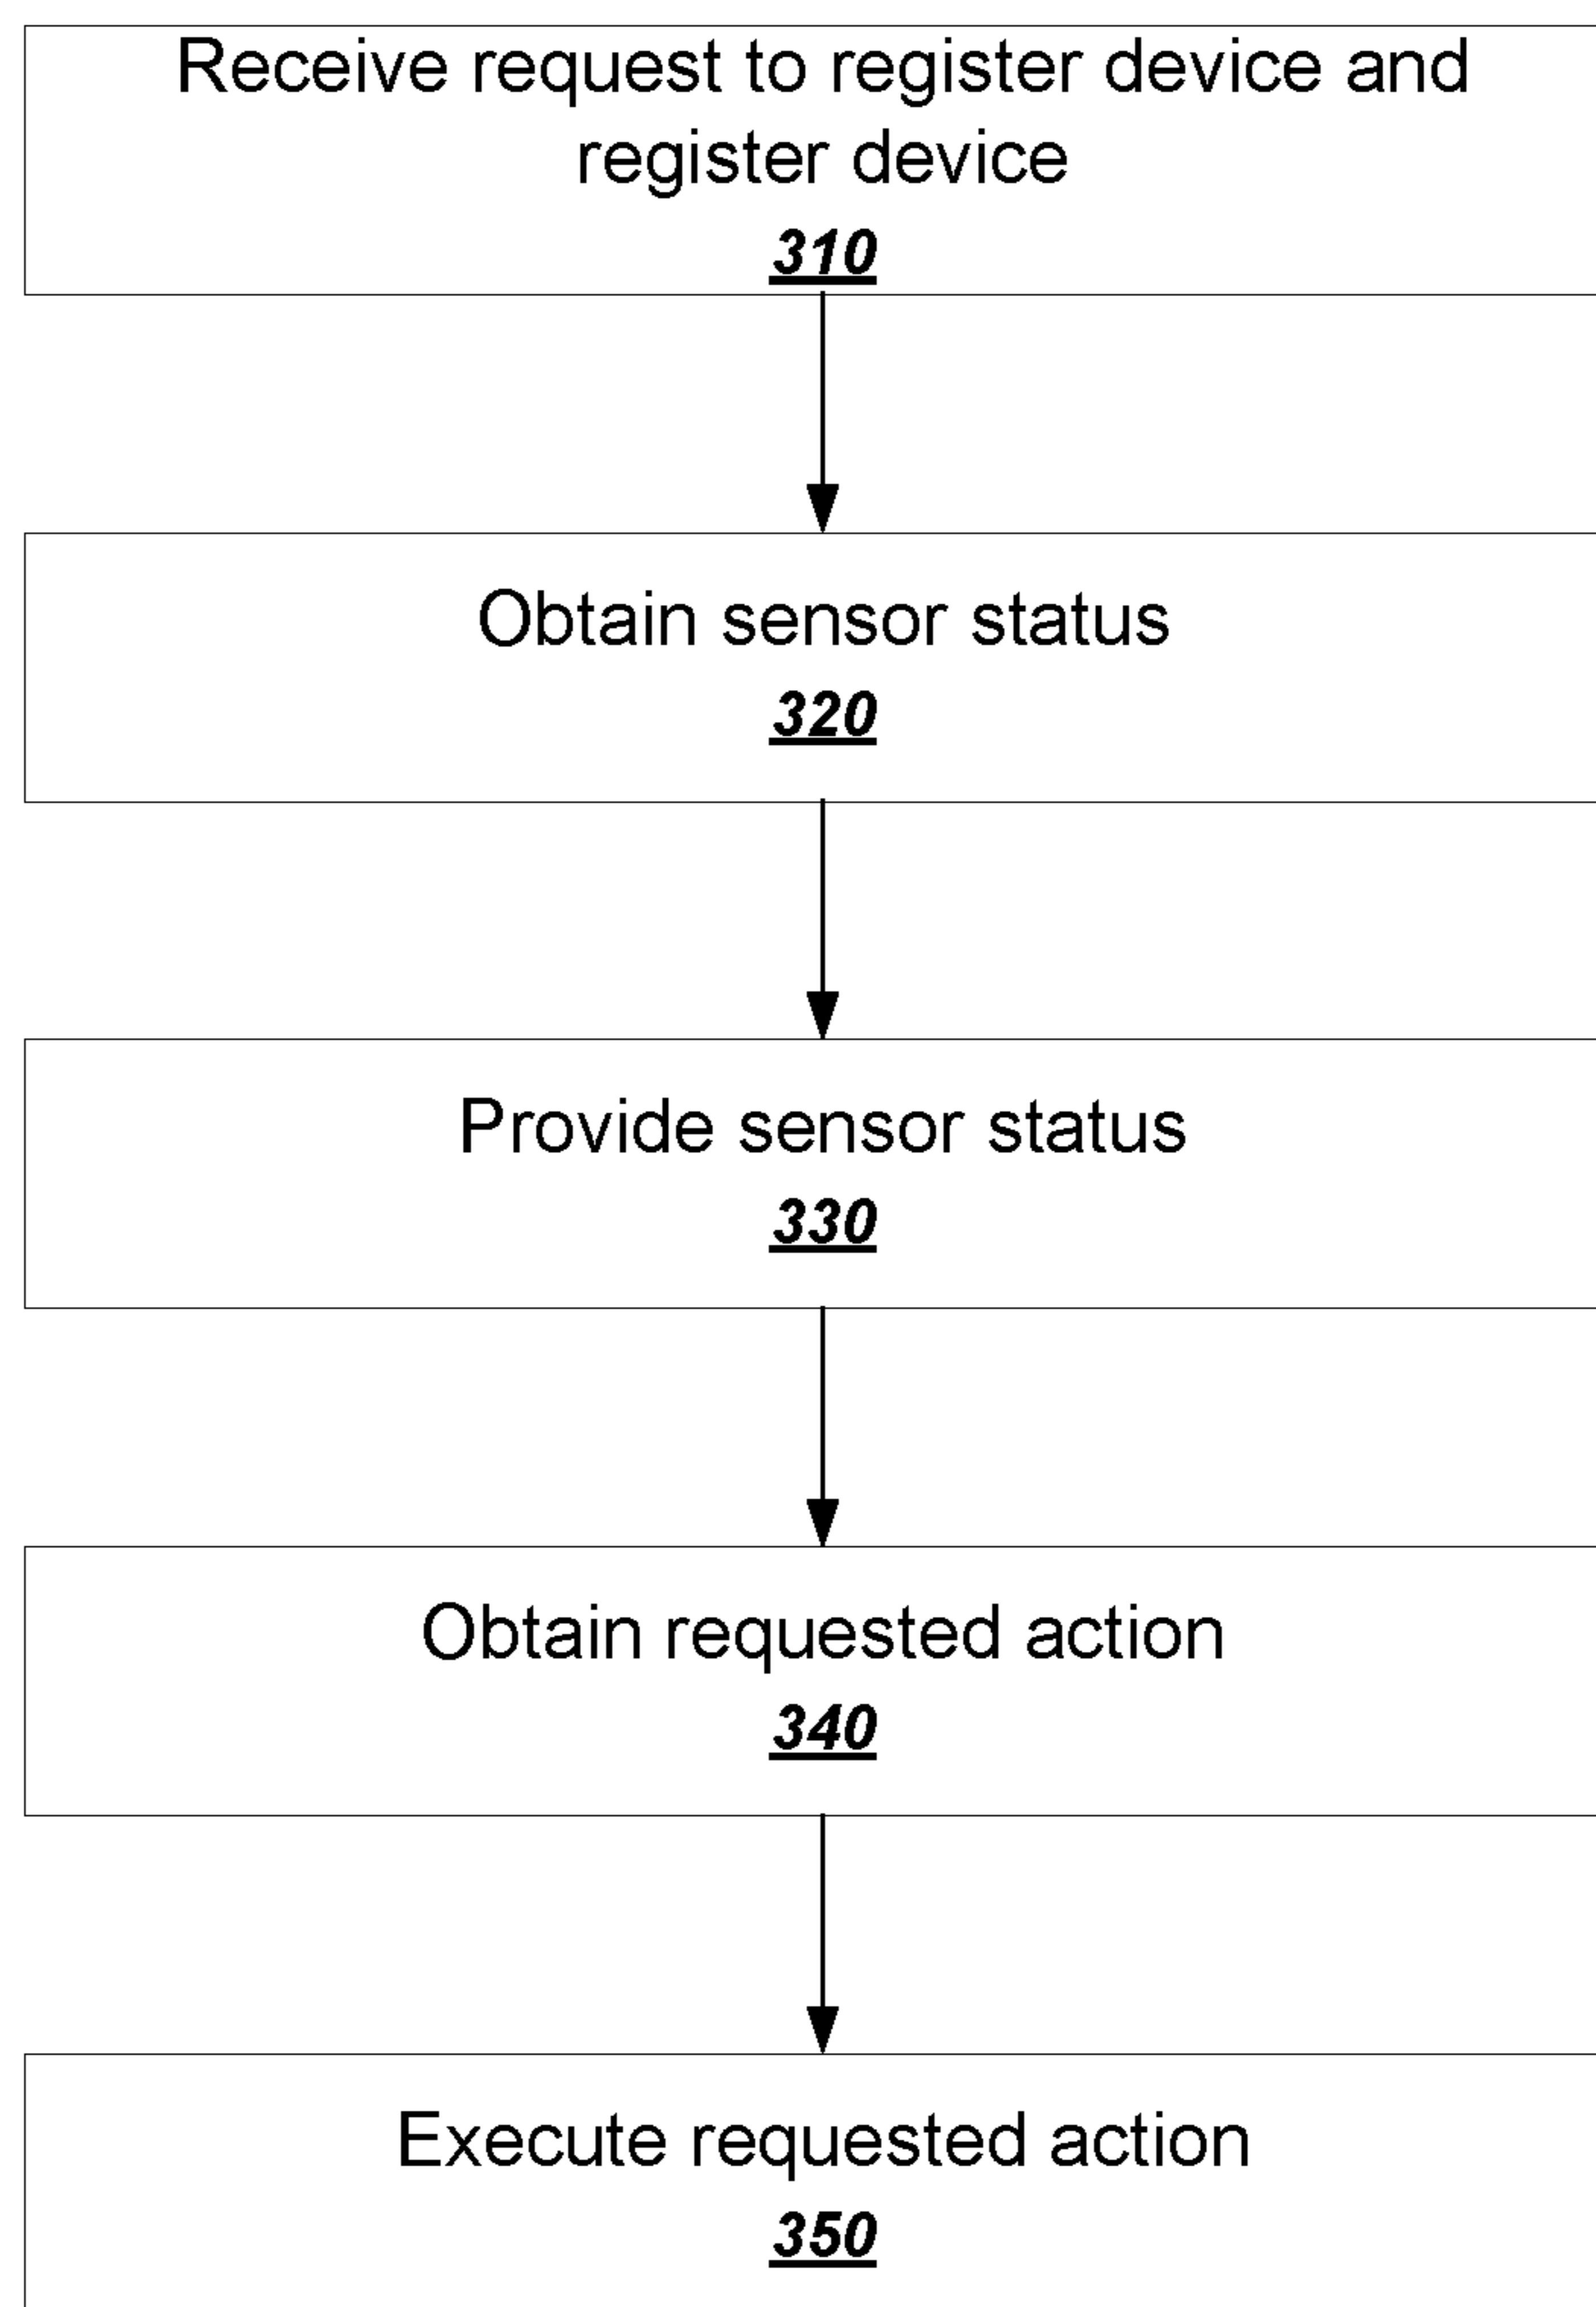 Receive request to register device and
register device
310
Obtain sensor status
320
Provide sensor status
330
Obtain requested action
340
Execute requested action
350